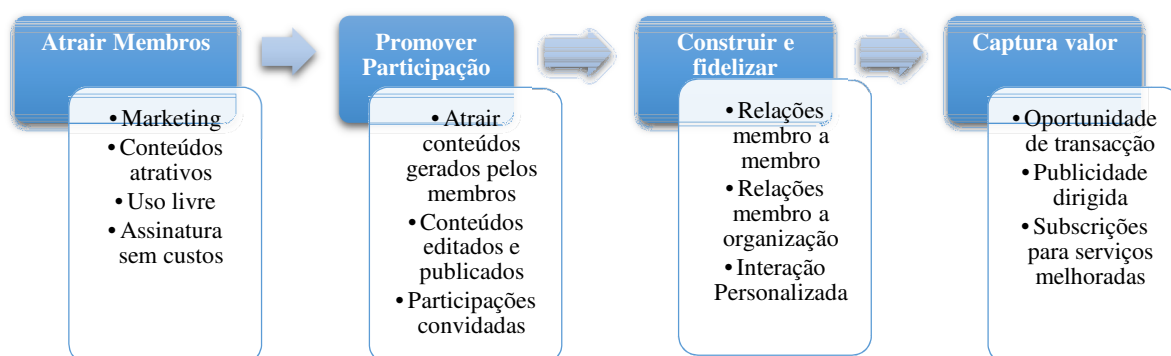 Atrair Membros
• Marketing
• Conteúdos
atrativos
• Uso livre
• Assinatura
sem custos
Promover
Participação
• Atrair
conteúdos
gerados pelos
membros
• Conteúdos
editados e
publicados
• Participações
convidadas
Construir e
fidelizar
• Relações
membro a
membro
• Relações
membro a
organização
• Interação
Personalizada
Captura valor
• Oportunidade
de transacção
• Publicidade
dirigida
• Subscrições
para serviços
melhoradas